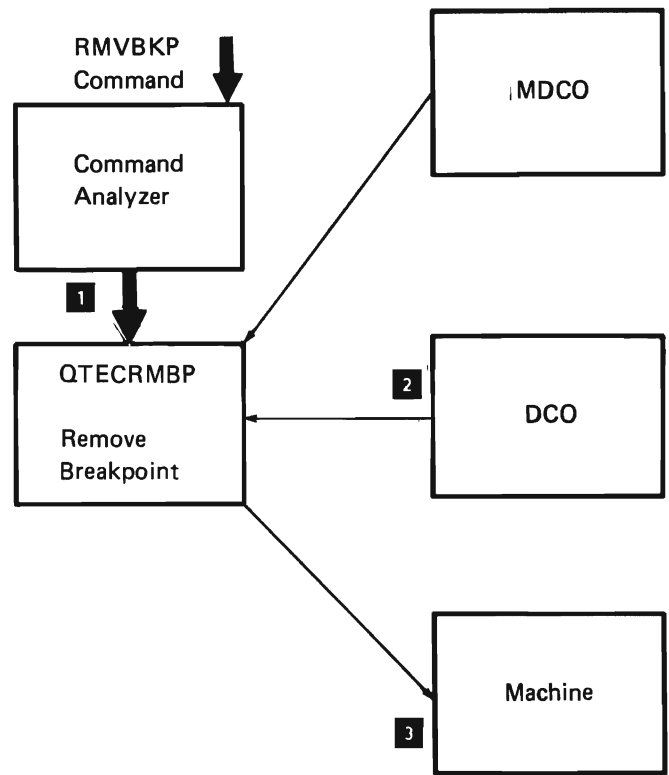 RMVBKP
Command
MDCO
Command
Analyzer
1
QTECRMBP
Remove
Breakpoint
2
DCO
Machine
3